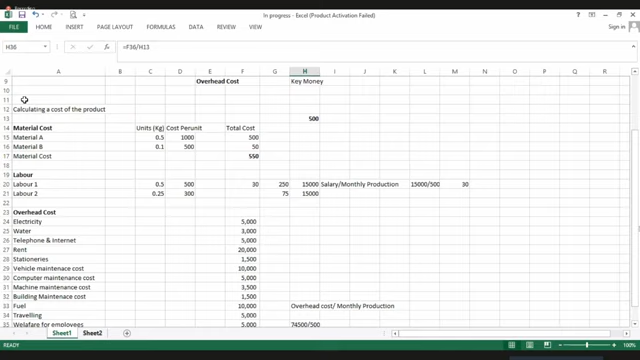 In progress - Excel (Product Activation Failed)
FILE HOME INSERT PAGE LAYOUT FORMULAS DATA REVIEW VIEW Sign in
H36 fx =F36/H13
A B C D E F G H I J K L M N O P Q R
9 Overhead Cost Key Money
10
11
12 Calculating a cost of the product
13 500
14 Material Cost Units (Kg) Cost Perunit Total Cost
15 Material A 0.5 1000 500
16 Material B 0.1 500 50
17 Material Cost 550
18
19 Labour
20 Labour 1 0.5 500 30 250 15000 Salary/Monthly Production 15000/500 30
21 Labour 2 0.25 300 75 15000
22
23 Overhead Cost
24 Electricity 5,000
25 Water 3,000
26 Telephone & Internet 5,000
27 Rent 20,000
28 Stationeries 1,500
29 Vehicle maintenace cost 10,000
30 Computer maintenance cost 5,000
31 Machine maintenance cost 3,500
32 Building Maintenance cost 1,500
33 Fuel 10,000 Overhead cost/ Monthly Production
34 Travelling 5,000
35 Welafare for employees 5,000 74500/500
Sheet1 Sheet2
100%